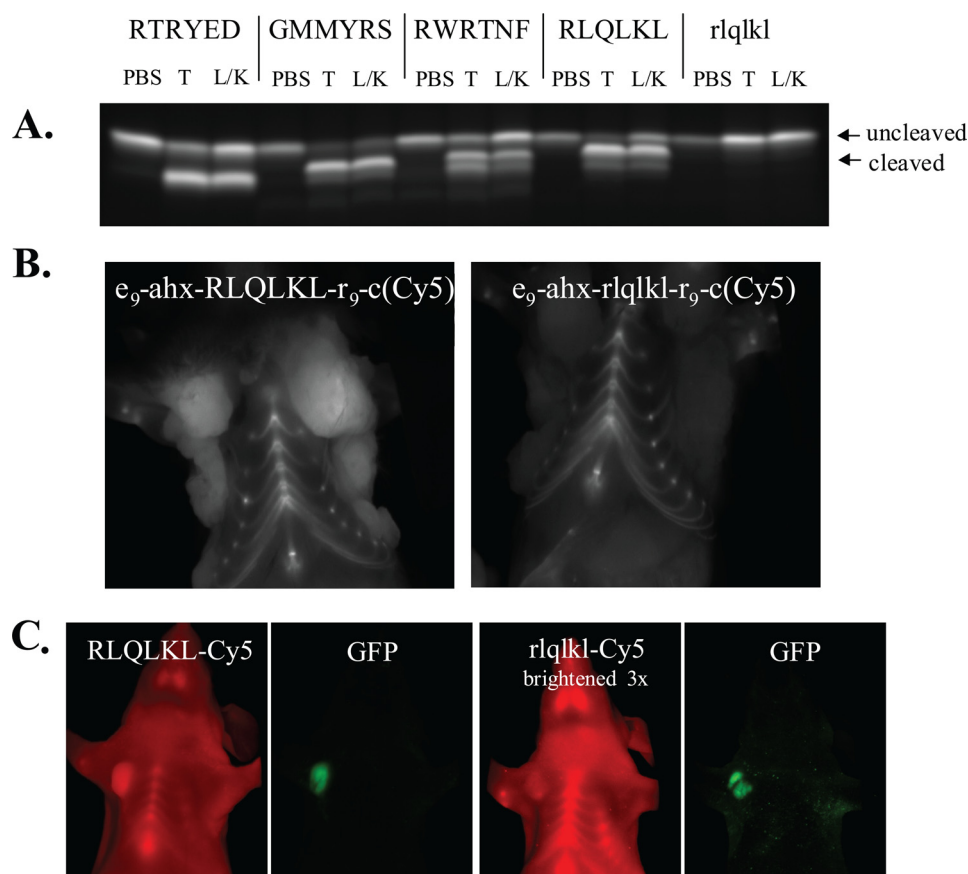 RTRYED GMMYRS RWRTNF RLQLKL rlqlkl
PBS T L/K PBS T L/K PBS T L/K PBS T L/K PBS T L/K
A.
uncleaved
cleaved
B.
e₉-ahx-RLQLKL-r₉-c(Cy5) e₉-ahx-rlqlkl-r₉-c(Cy5)
C.
RLQLKL-Cy5 GFP rlqlkl-Cy5 GFP
brightened 3x